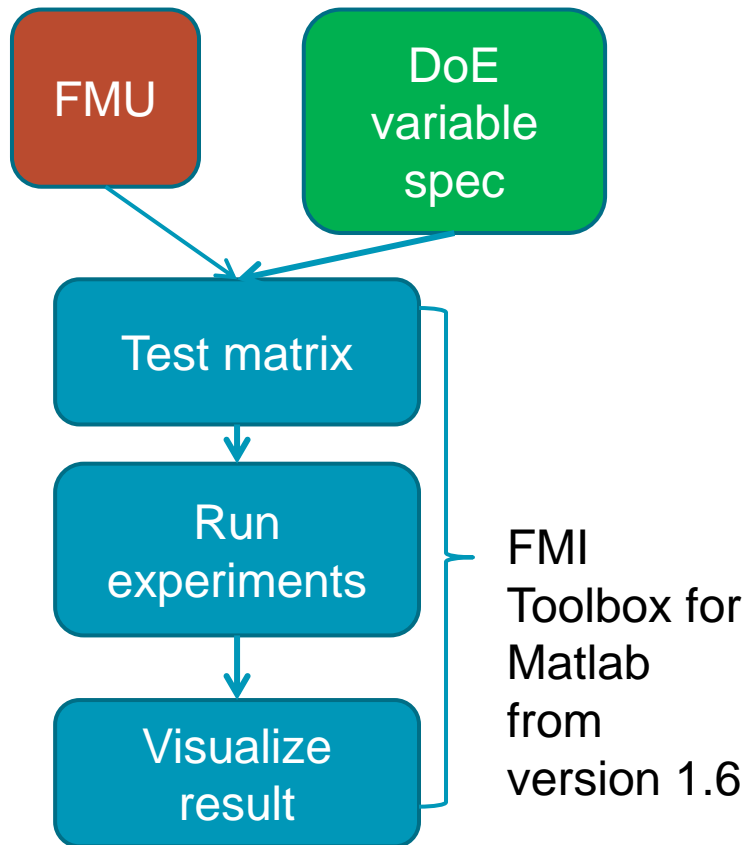 FMU
DoE
variable
spec
Test matrix
Run
experiments
FMI
Toolbox for
Matlab
from
version 1.6
Visualize
result